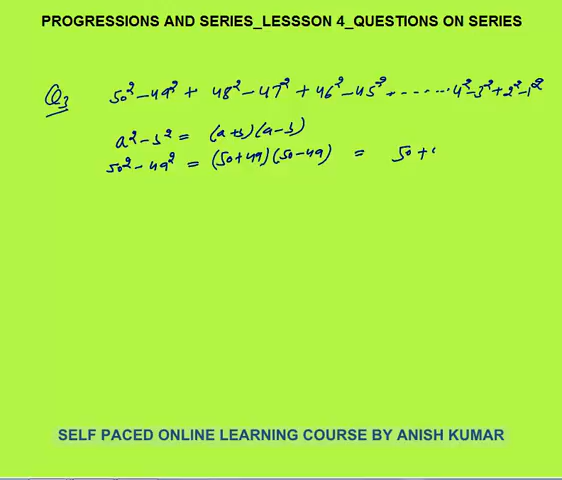 PROGRESSIONS AND SERIES_LESSSON 4_QUESTIONS ON SERIES
Q3 50² - 49² + 48² - 47² + 46² - 45² + ........ 4² - 3² + 2² - 1²
a² - b² = (a+b)(a-b)
50² - 49² = (50+49)(50-49) = 50 +
SELF PACED ONLINE LEARNING COURSE BY ANISH KUMAR